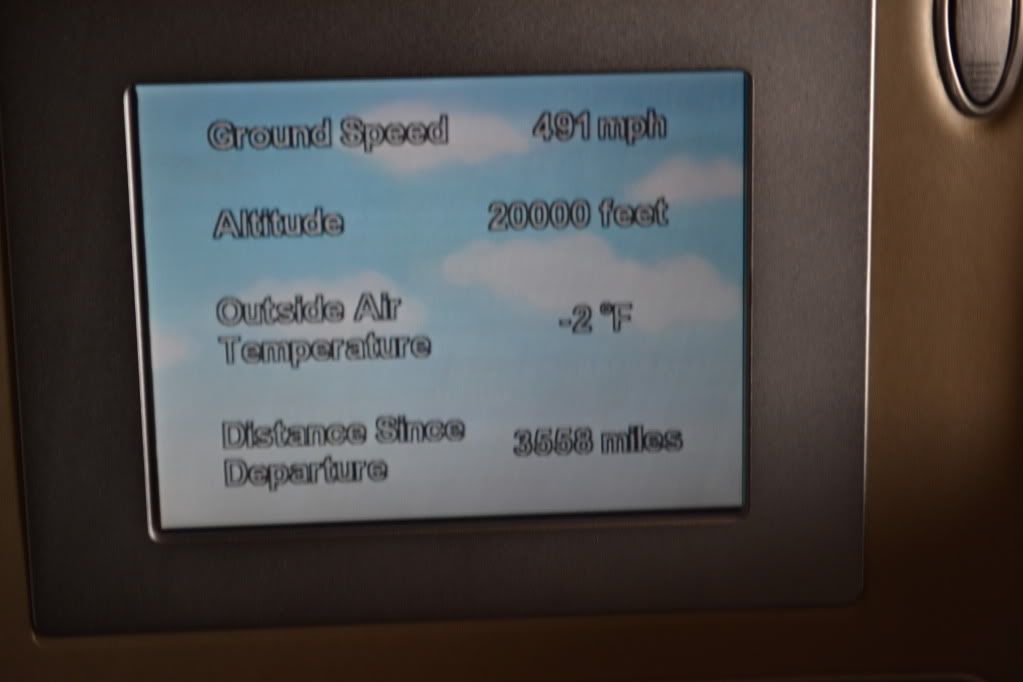 Ground Speed 491 mph
Altitude 20000 feet
Outside Air
Temperature -2 °F
Distance Since
Departure 3558 miles